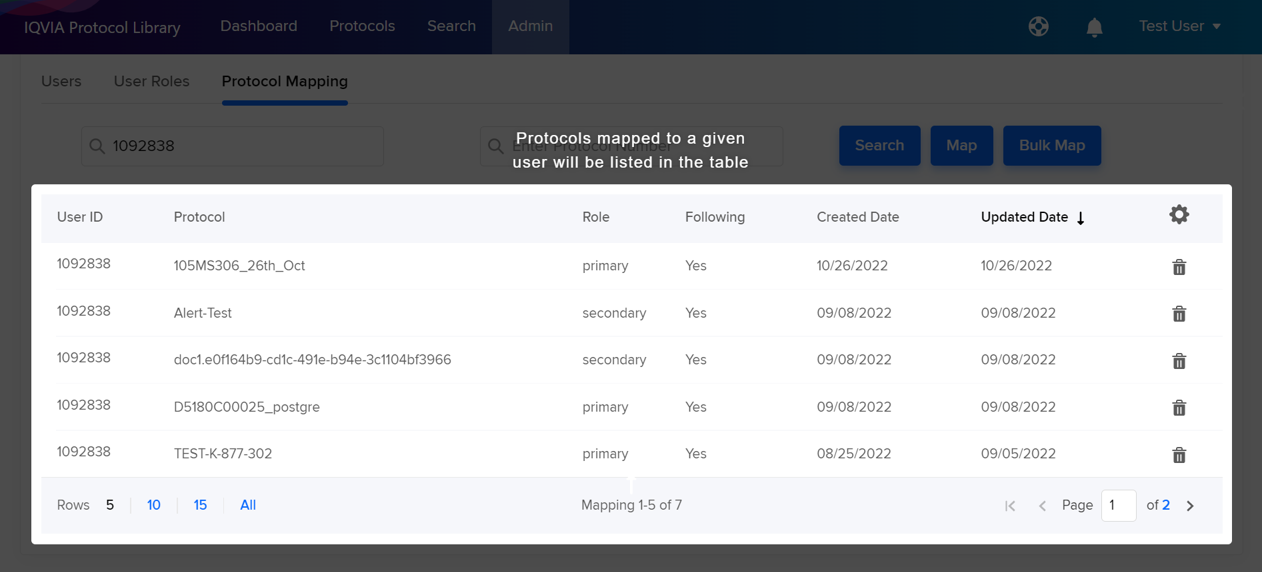 IQVIA Protocol Library Dashboard Protocols Search Admin Test User
Users User Roles Protocol Mapping
1092838 Enter Protocol Number Search Map Bulk Map
Protocols mapped to a given
user will be listed in the table
User ID Protocol Role Following Created Date Updated Date
1092838 105MS306_26th_Oct primary Yes 10/26/2022 10/26/2022
1092838 Alert-Test secondary Yes 09/08/2022 09/08/2022
1092838 doc1.e0f164b9-cd1c-491e-b94e-3c1104bf3966 secondary Yes 09/08/2022 09/08/2022
1092838 D5180C00025_postgre primary Yes 09/08/2022 09/08/2022
1092838 TEST-K-877-302 primary Yes 08/25/2022 09/05/2022
Rows 5 10 15 All Mapping 1-5 of 7 Page 1 of 2